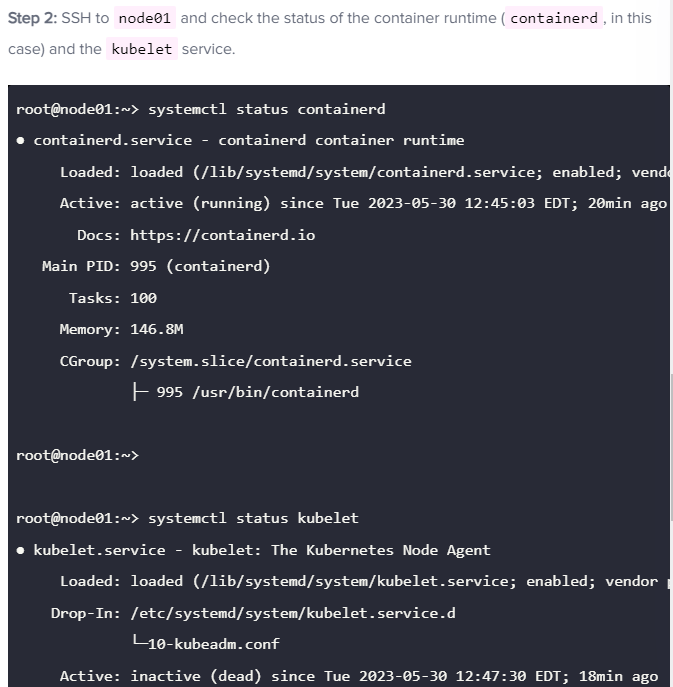 Step 2: SSH to node01 and check the status of the container runtime ( containerd , in this
case) and the kubelet service.
root@node01:~> systemctl status containerd
● containerd.service - containerd container runtime
Loaded: loaded (/lib/systemd/system/containerd.service; enabled; vend
Active: active (running) since Tue 2023-05-30 12:45:03 EDT; 20min ago
Docs: https://containerd.io
Main PID: 995 (containerd)
Tasks: 100
Memory: 146.8M
CGroup: /system.slice/containerd.service
├─ 995 /usr/bin/containerd
root@node01:~>
root@node01:~> systemctl status kubelet
● kubelet.service - kubelet: The Kubernetes Node Agent
Loaded: loaded (/lib/systemd/system/kubelet.service; enabled; vendor
Drop-In: /etc/systemd/system/kubelet.service.d
└─10-kubeadm.conf
Active: inactive (dead) since Tue 2023-05-30 12:47:30 EDT; 18min ago